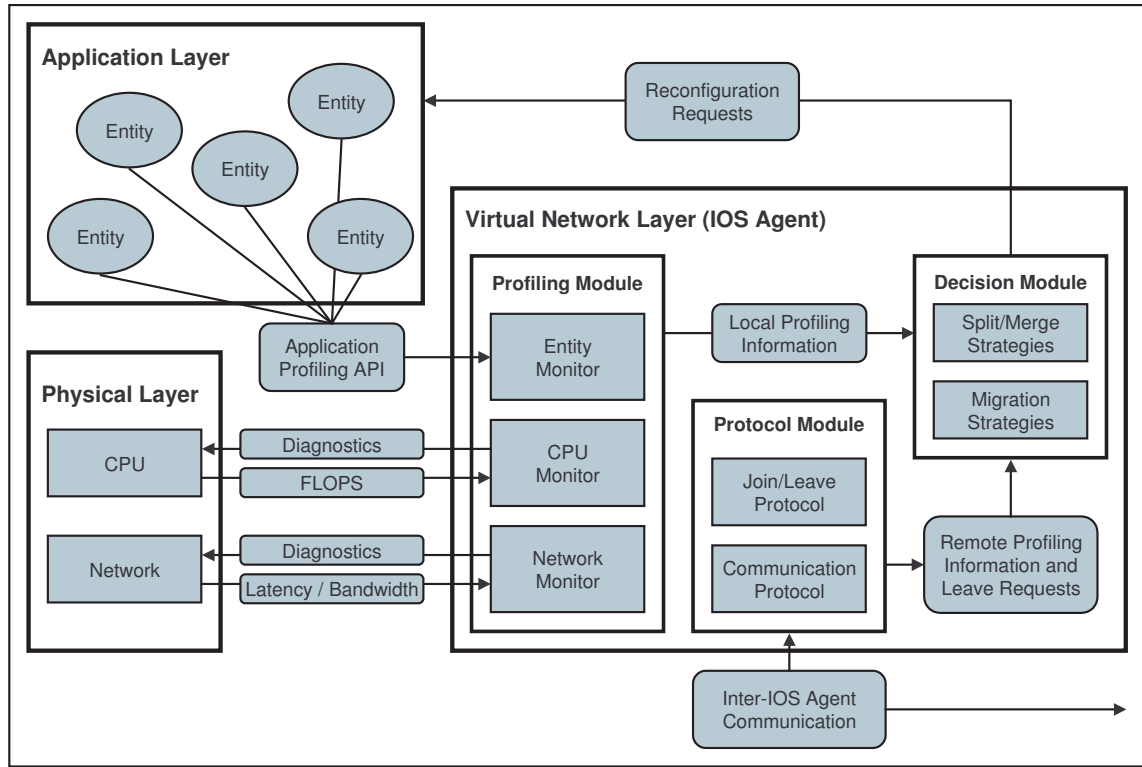 Application Layer
Entity
Entity
Entity
Entity
Entity
Reconfiguration
Requests
Application
Profiling API
Physical Layer
CPU
Network
Diagnostics
FLOPS
Diagnostics
Latency / Bandwidth
Virtual Network Layer (IOS Agent)
Profiling Module
Entity
Monitor
CPU
Monitor
Network
Monitor
Local Profiling
Information
Decision Module
Split/Merge
Strategies
Migration
Strategies
Protocol Module
Join/Leave
Protocol
Communication
Protocol
Remote Profiling
Information and
Leave Requests
Inter-IOS Agent
Communication